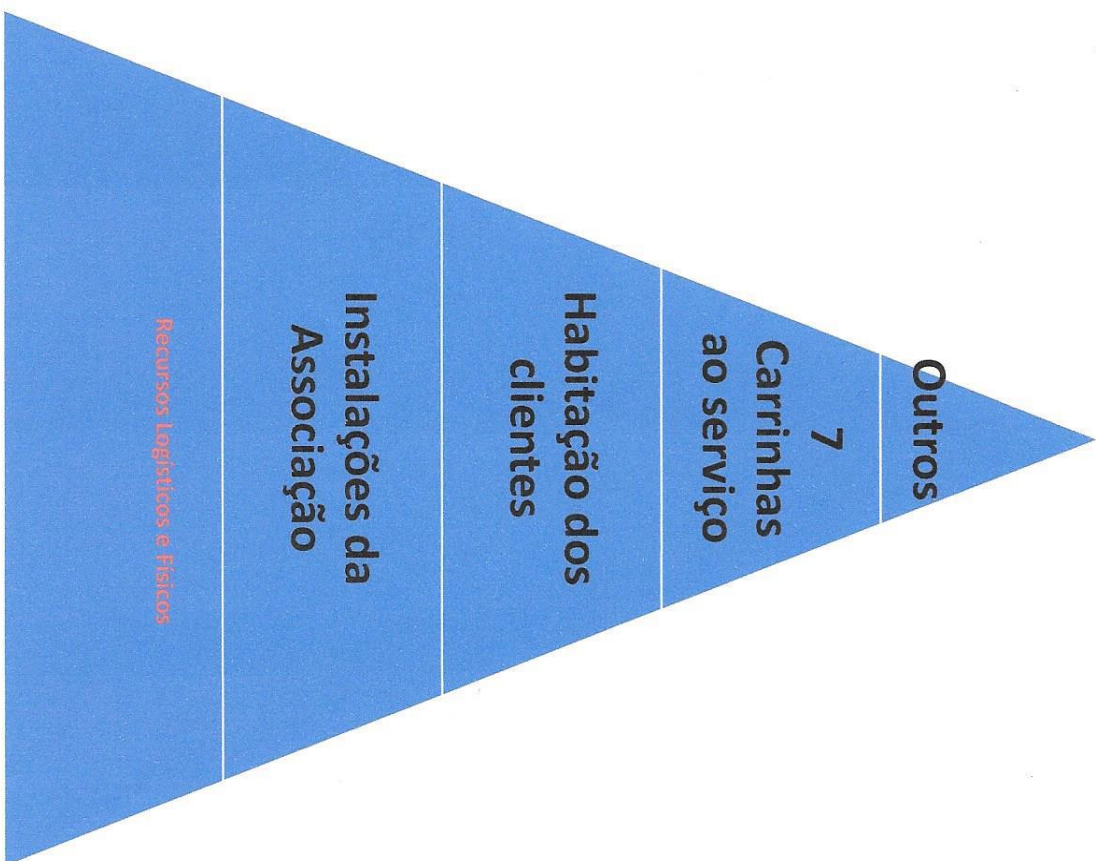 Outros
7
Carrinhas
ao serviço
Habitação dos
clientes
Instalações da
Associação
Recursos Logísticos e Físicos